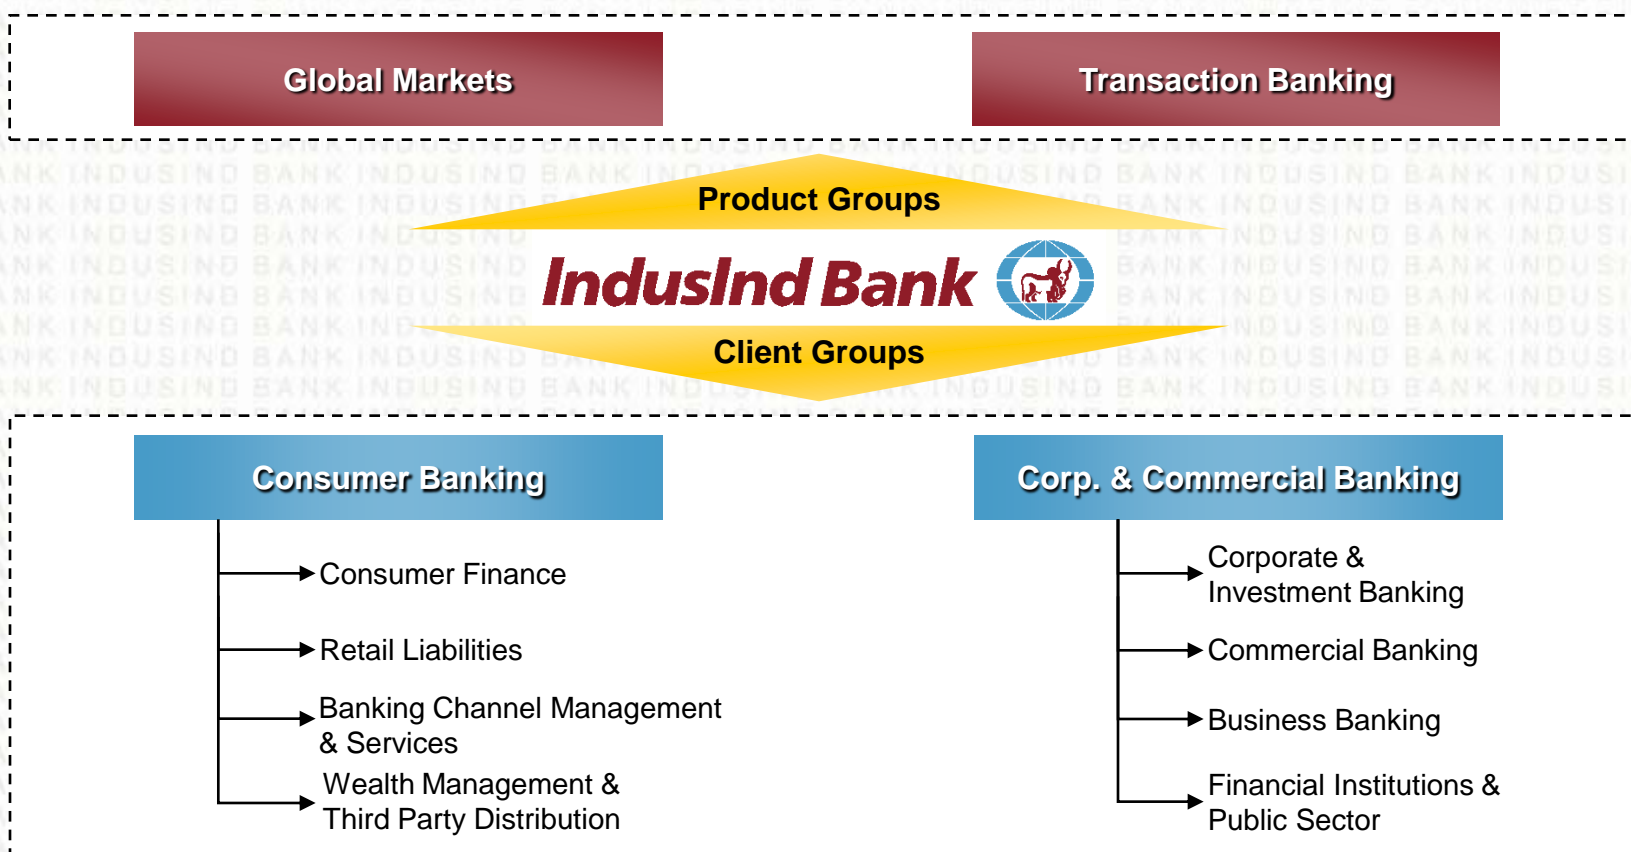 Global Markets
Transaction Banking
Product Groups
IndusInd Bank
Client Groups
Consumer Banking
Consumer Finance
Retail Liabilities
Banking Channel Management
& Services
Wealth Management &
Third Party Distribution
Corp. & Commercial Banking
Corporate &
Investment Banking
Commercial Banking
Business Banking
Financial Institutions &
Public Sector